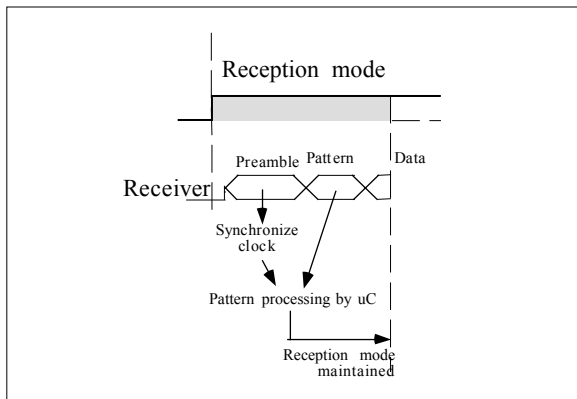 Reception mode
Preamble Pattern Data
Receiver
Synchronize
clock
Pattern processing by uC
Reception mode
maintained